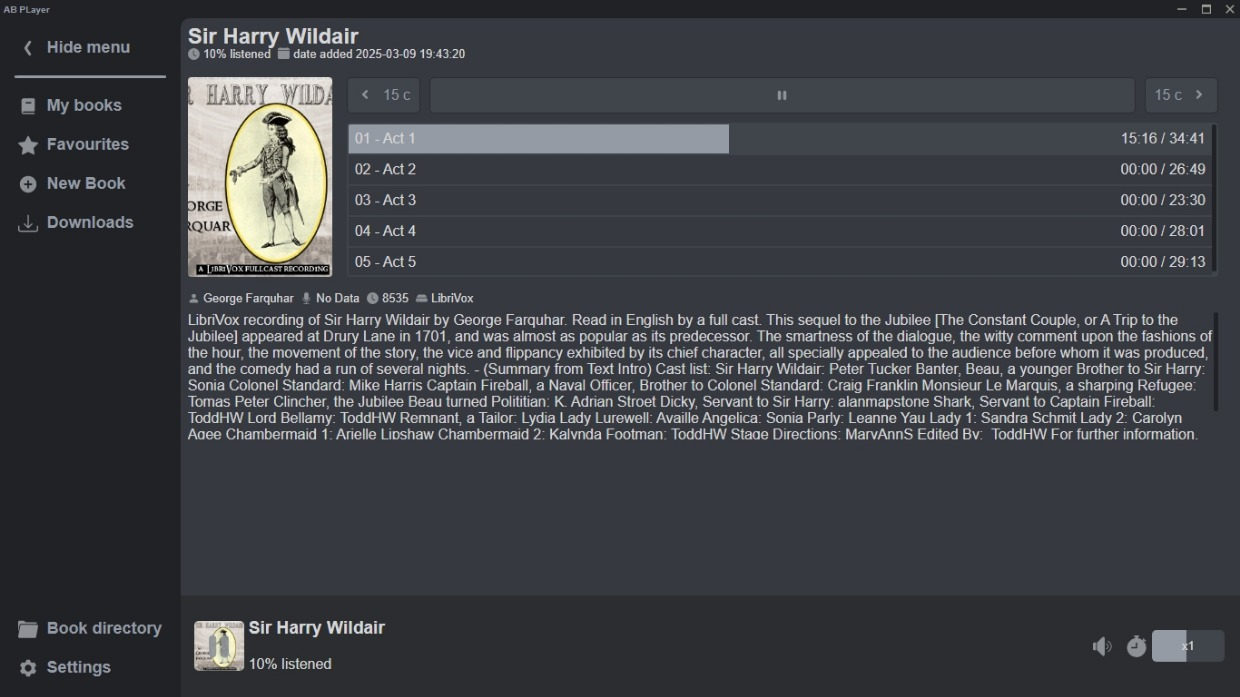 AB PLayer
Hide menu
My books
Favourites
New Book
Downloads
Book directory
Settings
Sir Harry Wildair
10% listened date added 2025-03-09 19:43:20
R HARRY WILDA
ORGE
RQUAR
A LIBRIVOX FULLCAST RECORDING
15 c
15 c
01 - Act 1 15:16 / 34:41
02 - Act 2 00:00 / 26:49
03 - Act 3 00:00 / 23:30
04 - Act 4 00:00 / 28:01
05 - Act 5 00:00 / 29:13
George Farquhar No Data 8535 LibriVox
LibriVox recording of Sir Harry Wildair by George Farquhar. Read in English by a full cast. This sequel to the Jubilee [The Constant Couple, or A Trip to the
Jubilee] appeared at Drury Lane in 1701, and was almost as popular as its predecessor. The smartness of the dialogue, the witty comment upon the fashions of
the hour, the movement of the story, the vice and flippancy exhibited by its chief character, all specially appealed to the audience before whom it was produced,
and the comedy had a run of several nights. - (Summary from Text Intro) Cast list: Sir Harry Wildair: Peter Tucker Banter, Beau, a younger Brother to Sir Harry:
Sonia Colonel Standard: Mike Harris Captain Fireball, a Naval Officer, Brother to Colonel Standard: Craig Franklin Monsieur Le Marquis, a sharping Refugee:
Tomas Peter Clincher, the Jubilee Beau turned Polititian: K. Adrian Stroet Dicky, Servant to Sir Harry: alanmapstone Shark, Servant to Captain Fireball:
ToddHW Lord Bellamy: ToddHW Remnant, a Tailor: Lydia Lady Lurewell: Availle Angelica: Sonia Parly: Leanne Yau Lady 1: Sandra Schmit Lady 2: Carolyn
Agee Chambermaid 1: Arielle Lipshaw Chambermaid 2: Kalynda Footman: ToddHW Stage Directions: MaryAnnS Edited By: ToddHW For further information,
Sir Harry Wildair
10% listened
x1